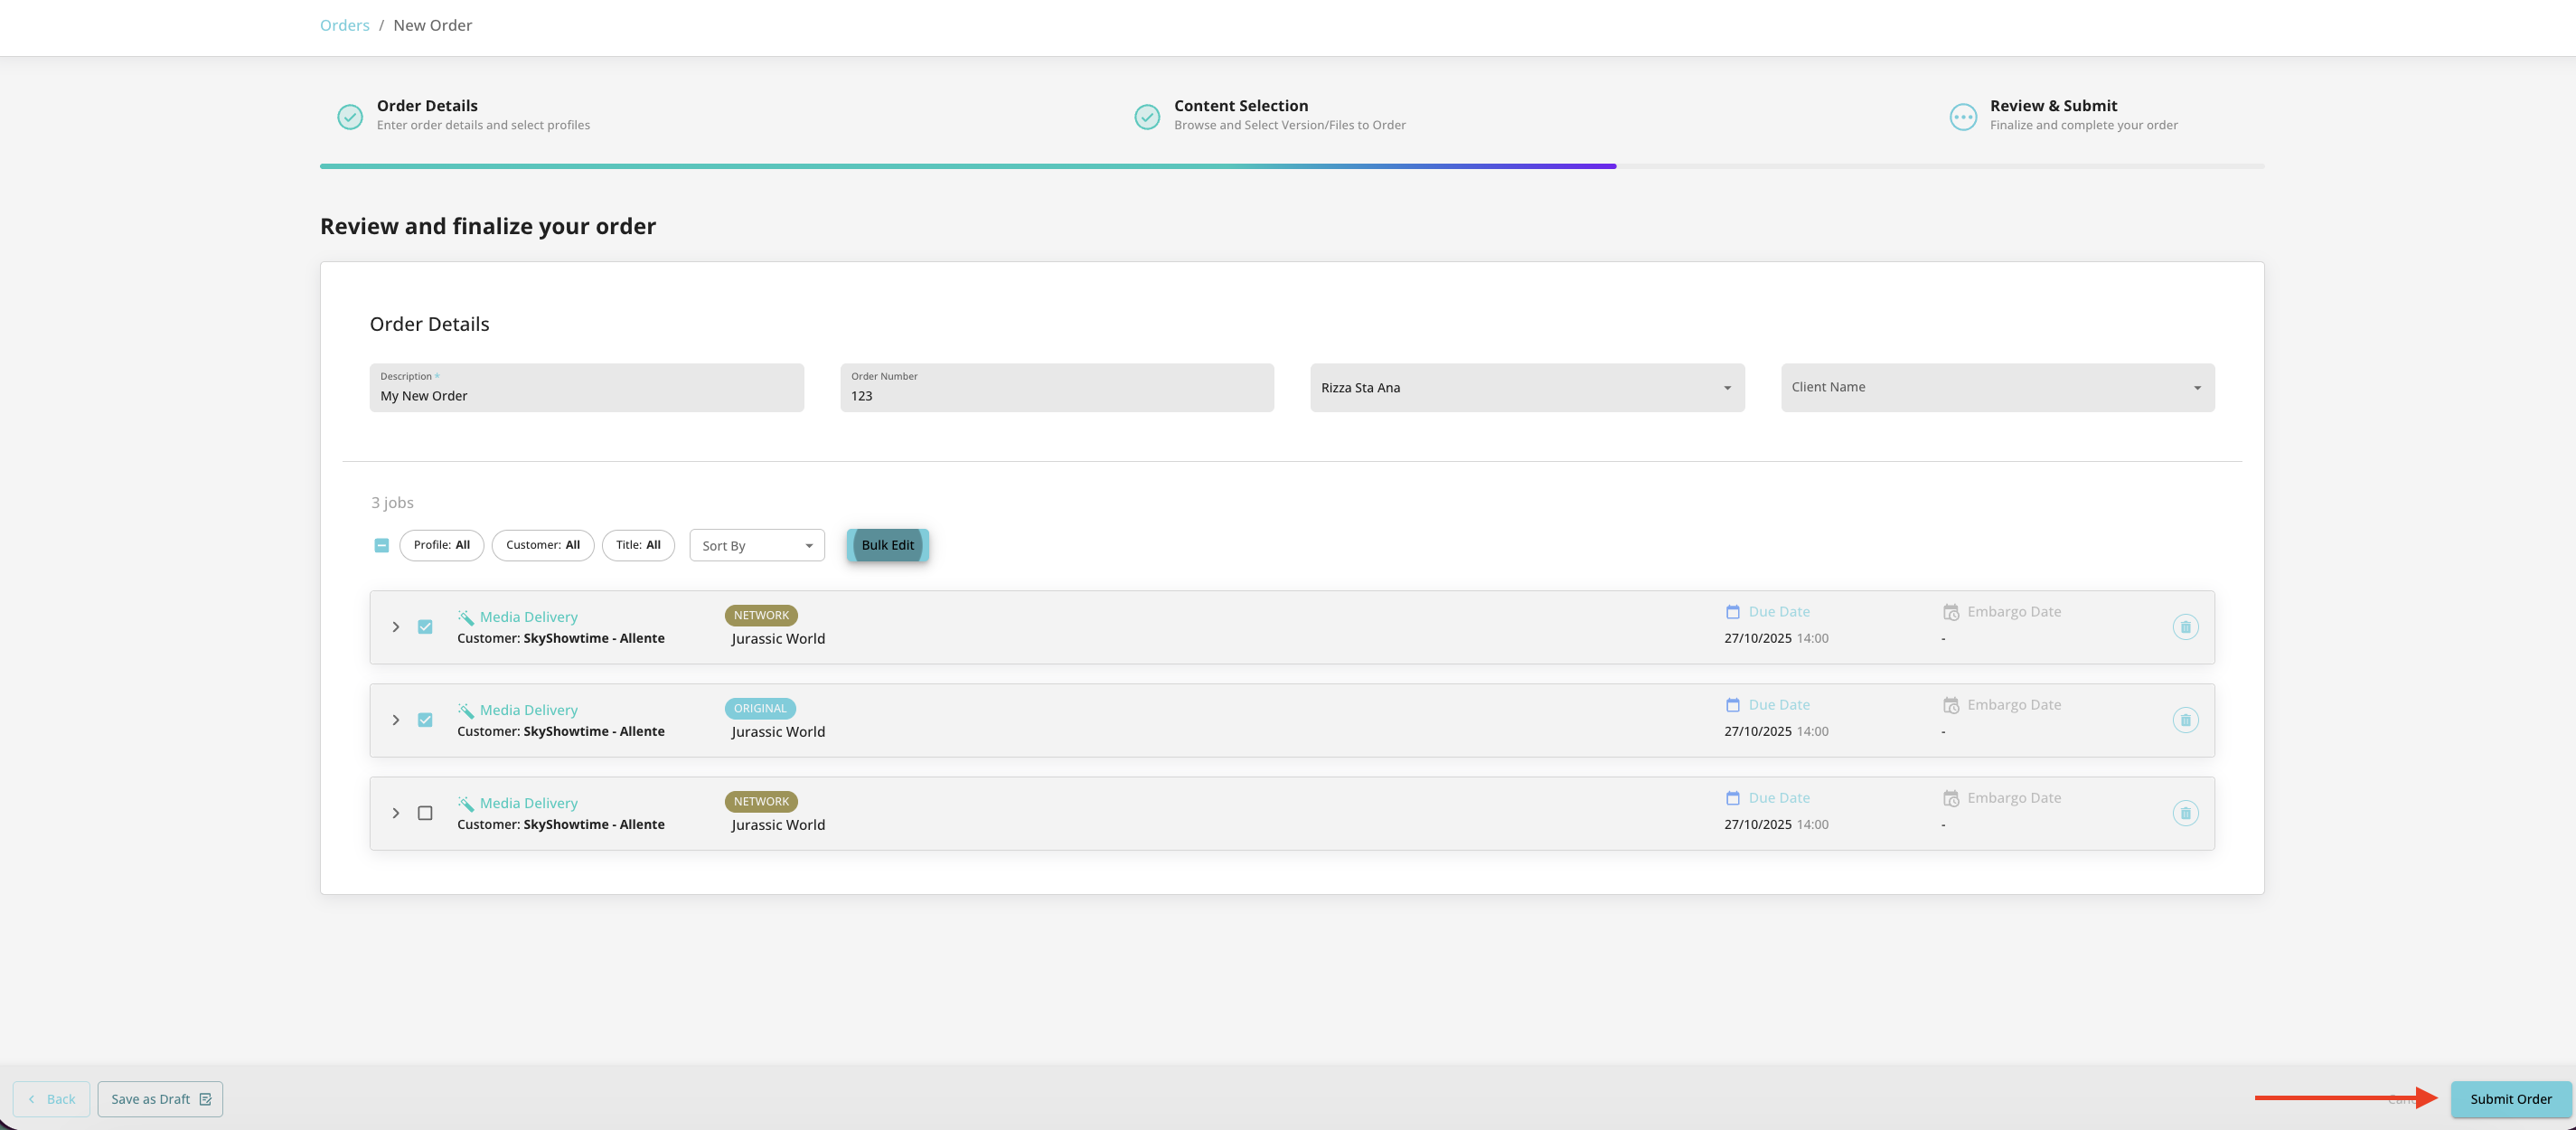 Orders / New Order
Order Details
Enter order details and select profiles
Content Selection
Browse and Select Version/Files to Order
Review & Submit
Finalize and complete your order
Review and finalize your order
Order Details
Description *
My New Order
Order Number
123
Rizza Sta Ana
Client Name
3 jobs
Profile: All
Customer: All
Title: All
Sort By
Bulk Edit
Media Delivery
Customer: SkyShowtime - Allente
NETWORK
Jurassic World
Due Date
27/10/2025 14:00
Embargo Date
-
Media Delivery
Customer: SkyShowtime - Allente
ORIGINAL
Jurassic World
Due Date
27/10/2025 14:00
Embargo Date
-
Media Delivery
Customer: SkyShowtime - Allente
NETWORK
Jurassic World
Due Date
27/10/2025 14:00
Embargo Date
-
Back
Save as Draft
Submit Order